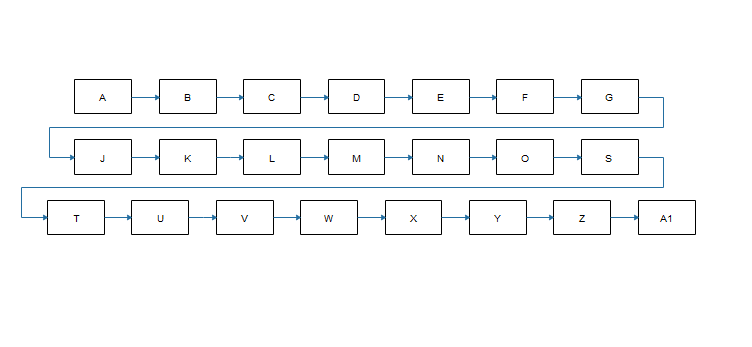 A B C D E F G
J K L M N O S
T U V W X Y Z A1